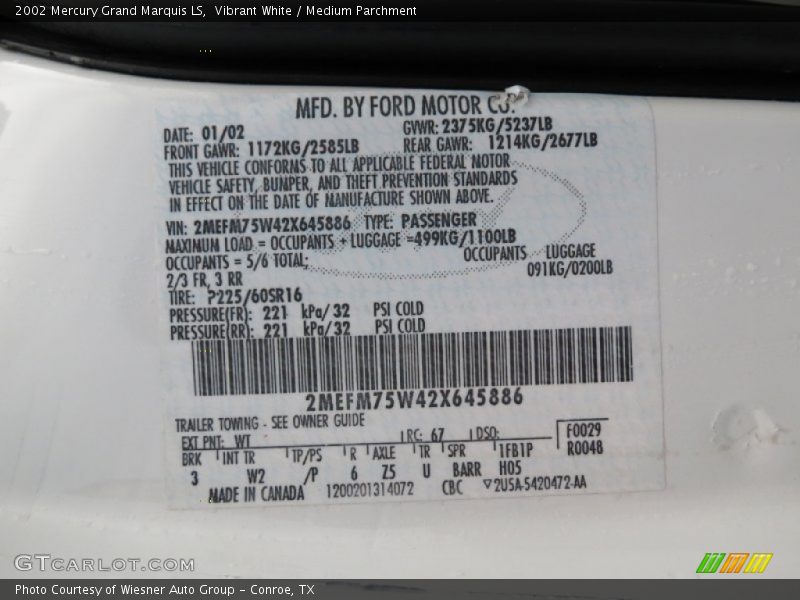 2002 Mercury Grand Marquis LS, Vibrant White / Medium Parchment
MFD. BY FORD MOTOR CO.
DATE: 01/02 GVWR: 2375KG/5237LB
FRONT GAWR: 1172KG/2585LB REAR GAWR: 1214KG/2677LB
THIS VEHICLE CONFORMS TO ALL APPLICABLE FEDERAL MOTOR
VEHICLE SAFETY, BUMPER, AND THEFT PREVENTION STANDARDS
IN EFFECT ON THE DATE OF MANUFACTURE SHOWN ABOVE.
VIN: 2MEFM75W42X645886 TYPE: PASSENGER
MAXIMUM LOAD = OCCUPANTS + LUGGAGE =499KG/1100LB
OCCUPANTS = 5/6 TOTAL: OCCUPANTS LUGGAGE
2/3 FR, 3 RR 091KG/0200LB
TIRE: P225/60SR16
PRESSURE(FR): 221 kPa/32 PSI COLD
PRESSURE(RR): 221 kPa/32 PSI COLD
2MEFM75W42X645886
TRAILER TOWING - SEE OWNER GUIDE
EXT PNT: WT RC: 67 DSO: F0029
BRK INT TR TP/PS R AXLE TR SPR 1FB1P R0048
3 W2 /P 6 Z5 U BARR H05
MADE IN CANADA 1200201314072 CBC ▽2USA-5420472-AA
GTCARLOT.COM
Photo Courtesy of Wiesner Auto Group - Conroe, TX